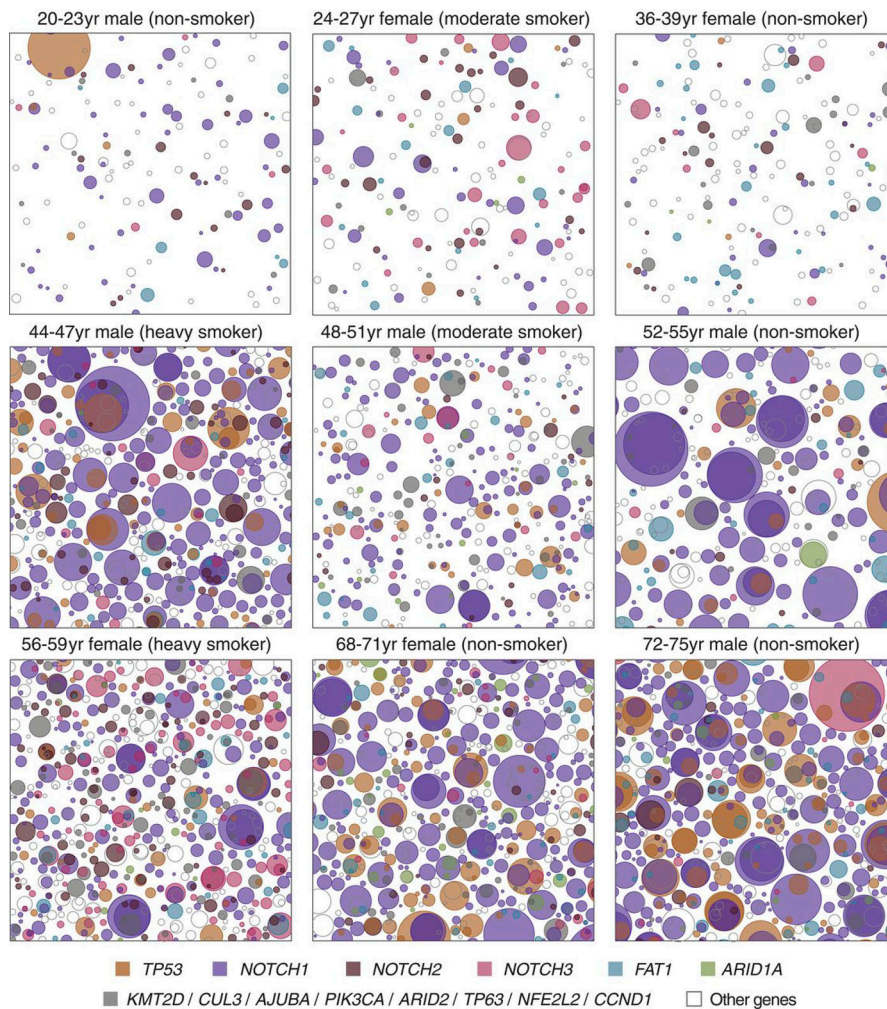 20-23yr male (non-smoker)
24-27yr female (moderate smoker)
36-39yr female (non-smoker)
44-47yr male (heavy smoker)
48-51yr male (moderate smoker)
52-55yr male (non-smoker)
56-59yr female (heavy smoker)
68-71yr female (non-smoker)
72-75yr male (non-smoker)
TP53 NOTCH1 NOTCH2 NOTCH3 FAT1 ARID1A
KMT2D / CUL3 / AJUBA / PIK3CA / ARID2 / TP63 / NFE2L2 / CCND1 Other genes